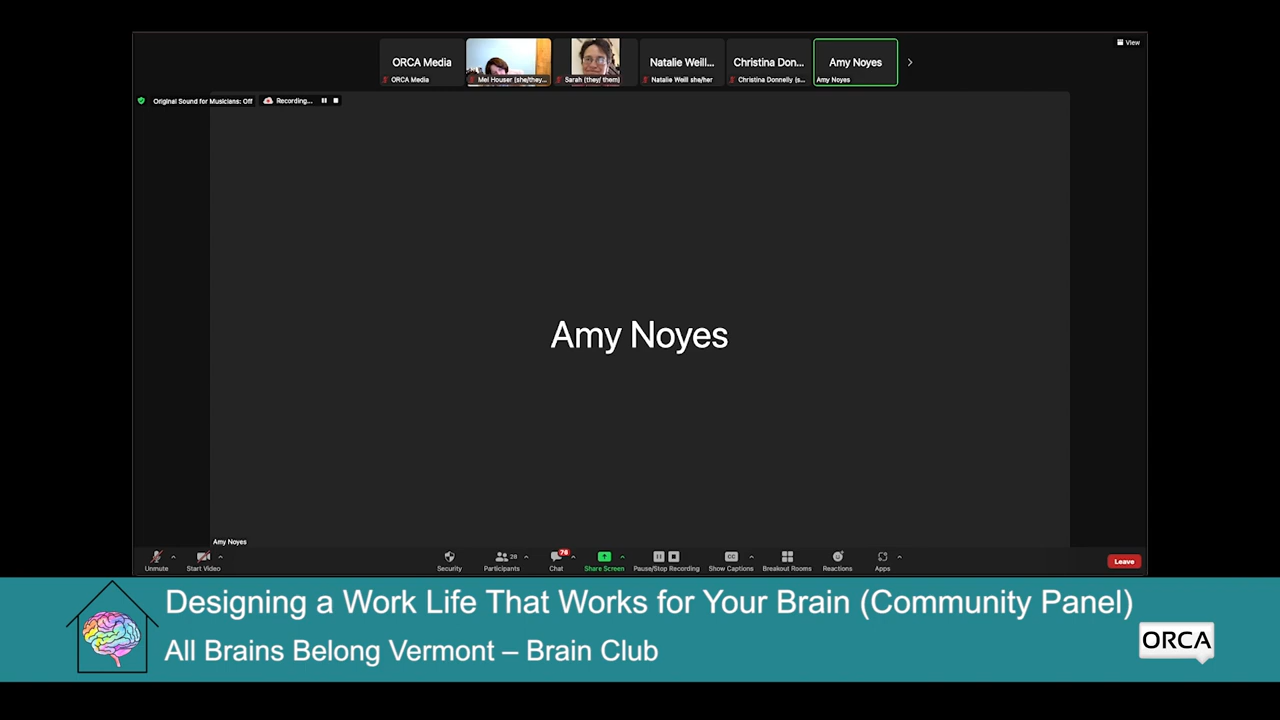 ORCA Media
Natalie Weill...
Christina Don...
Amy Noyes
View
ORCA Media
Mel Houser (she/they...
Sarah (they/ them)
Natalie Weill she/her
Christina Donnelly (s...
Amy Noyes
Original Sound for Musicians: Off
Recording...
Amy Noyes
Amy Noyes
28
76
CC
Unmute
Start Video
Security
Participants
Chat
Share Screen
Pause/Stop Recording
Show Captions
Breakout Rooms
Reactions
Apps
Leave
Designing a Work Life That Works for Your Brain (Community Panel)
All Brains Belong Vermont – Brain Club
ORCA